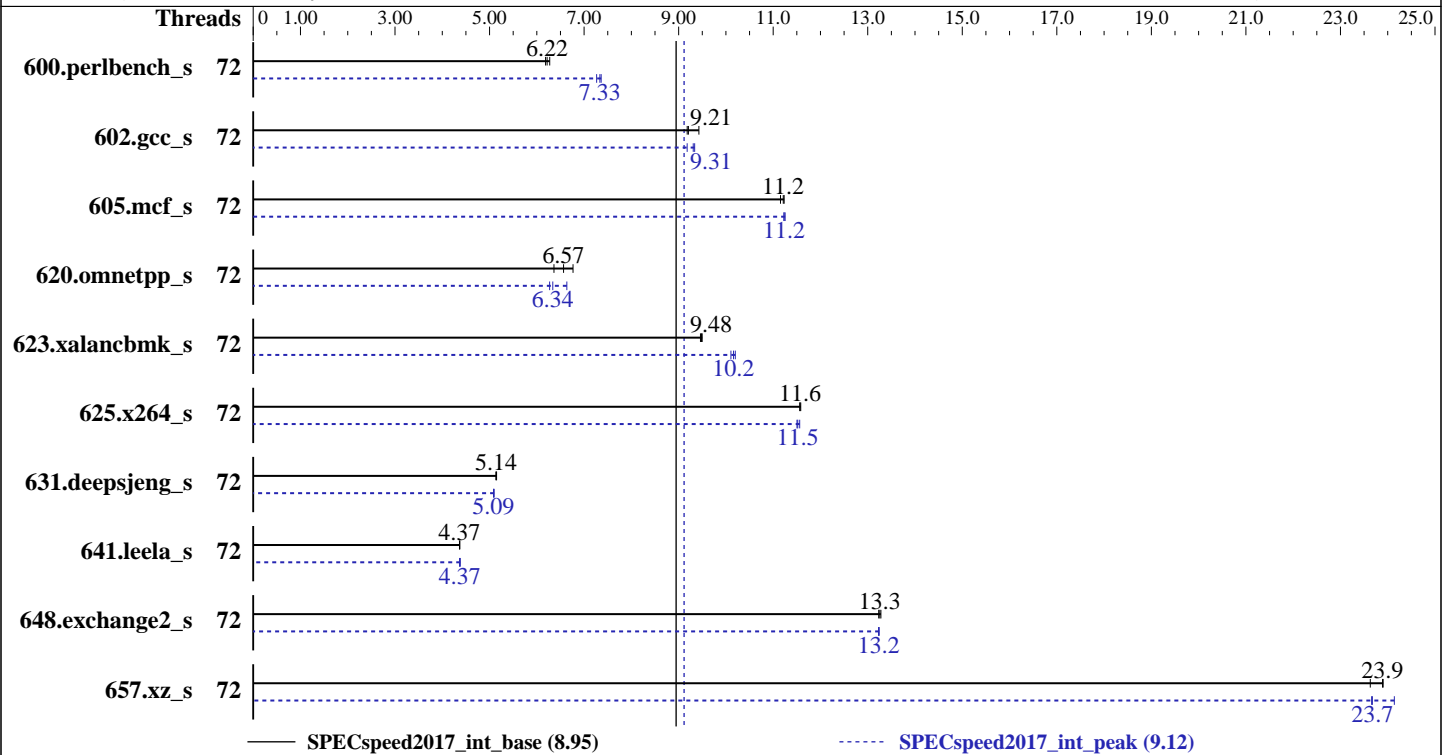 Threads 0 1.00 3.00 5.00 7.00 9.00 11.0 13.0 15.0 17.0 19.0 21.0 23.0 25.0
6.22
600.perlbench_s 72
7.33
9.21
602.gcc_s 72
9.31
11.2
605.mcf_s 72
11.2
6.57
620.omnetpp_s 72
6.34
9.48
623.xalancbmk_s 72
10.2
11.6
625.x264_s 72
11.5
5.14
631.deepsjeng_s 72
5.09
4.37
641.leela_s 72
4.37
13.3
648.exchange2_s 72
13.2
23.9
657.xz_s 72
23.7
SPECspeed2017_int_base (8.95) SPECspeed2017_int_peak (9.12)